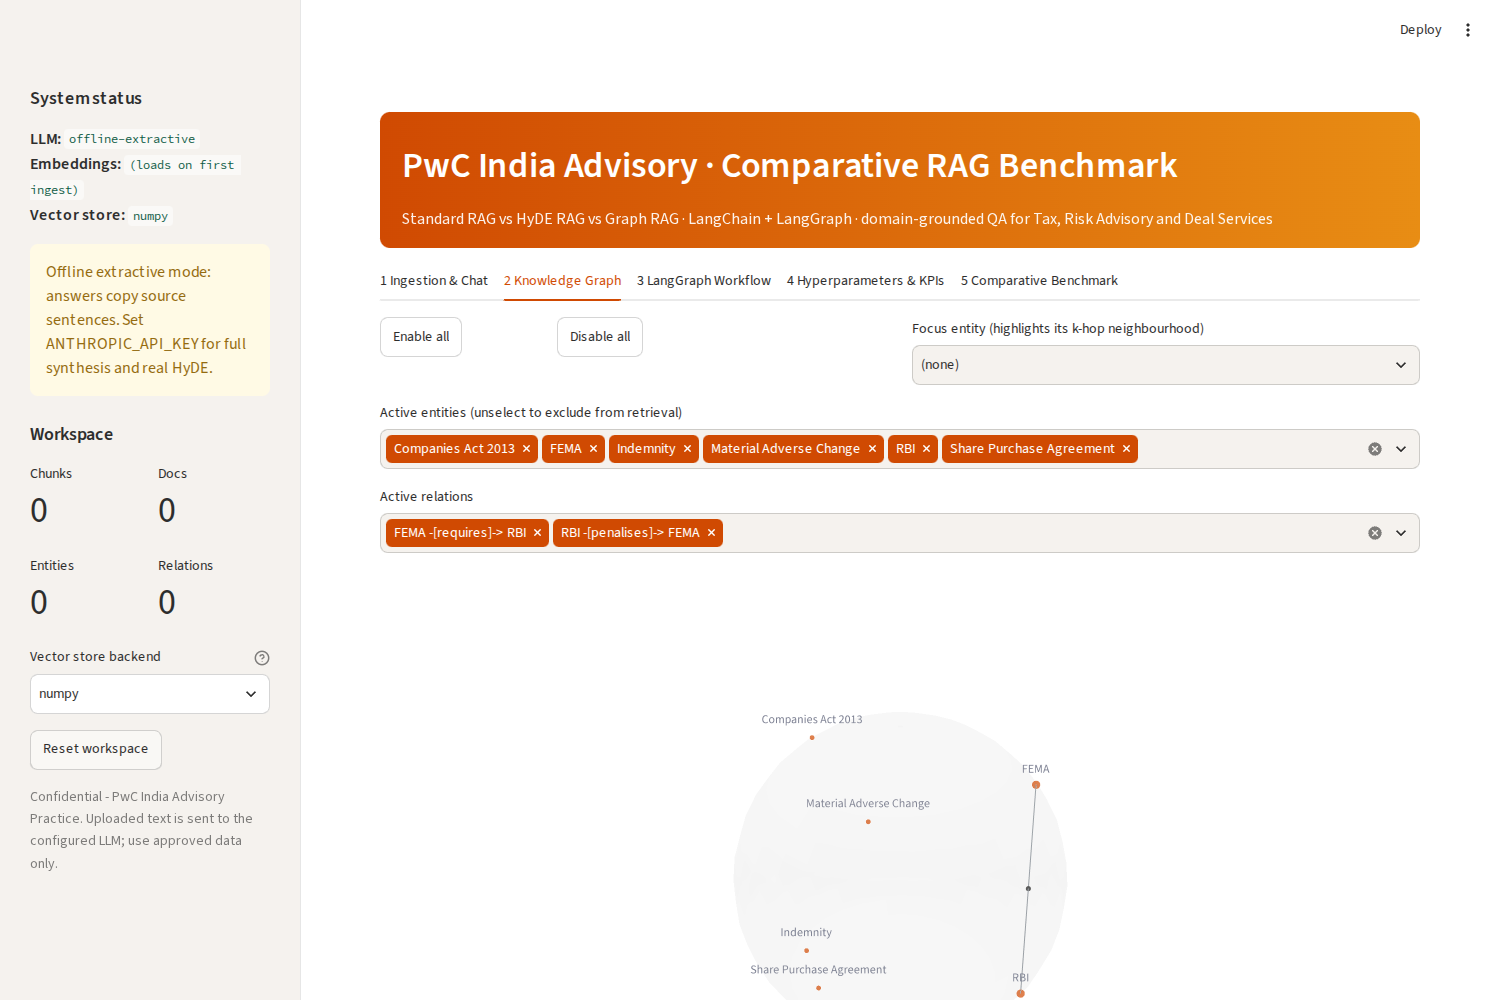 Deploy
System status
LLM: offline-extractive
Embeddings: (loads on first
ingest)
Vector store: numpy
Offline extractive mode:
answers copy source
sentences. Set
ANTHROPIC_API_KEY for full
synthesis and real HyDE.
Workspace
Chunks Docs
0 0
Entities Relations
0 0
Vector store backend
numpy
Reset workspace
Confidential - PwC India Advisory
Practice. Uploaded text is sent to the
configured LLM; use approved data
only.
PwC India Advisory · Comparative RAG Benchmark
Standard RAG vs HyDE RAG vs Graph RAG · LangChain + LangGraph · domain-grounded QA for Tax, Risk Advisory and Deal Services
1 Ingestion & Chat 2 Knowledge Graph 3 LangGraph Workflow 4 Hyperparameters & KPIs 5 Comparative Benchmark
Enable all Disable all
Focus entity (highlights its k-hop neighbourhood)
(none)
Active entities (unselect to exclude from retrieval)
Companies Act 2013 FEMA Indemnity Material Adverse Change RBI Share Purchase Agreement
Active relations
FEMA -[requires]-> RBI RBI -[penalises]-> FEMA
Companies Act 2013
FEMA
Material Adverse Change
Indemnity
Share Purchase Agreement
RBI